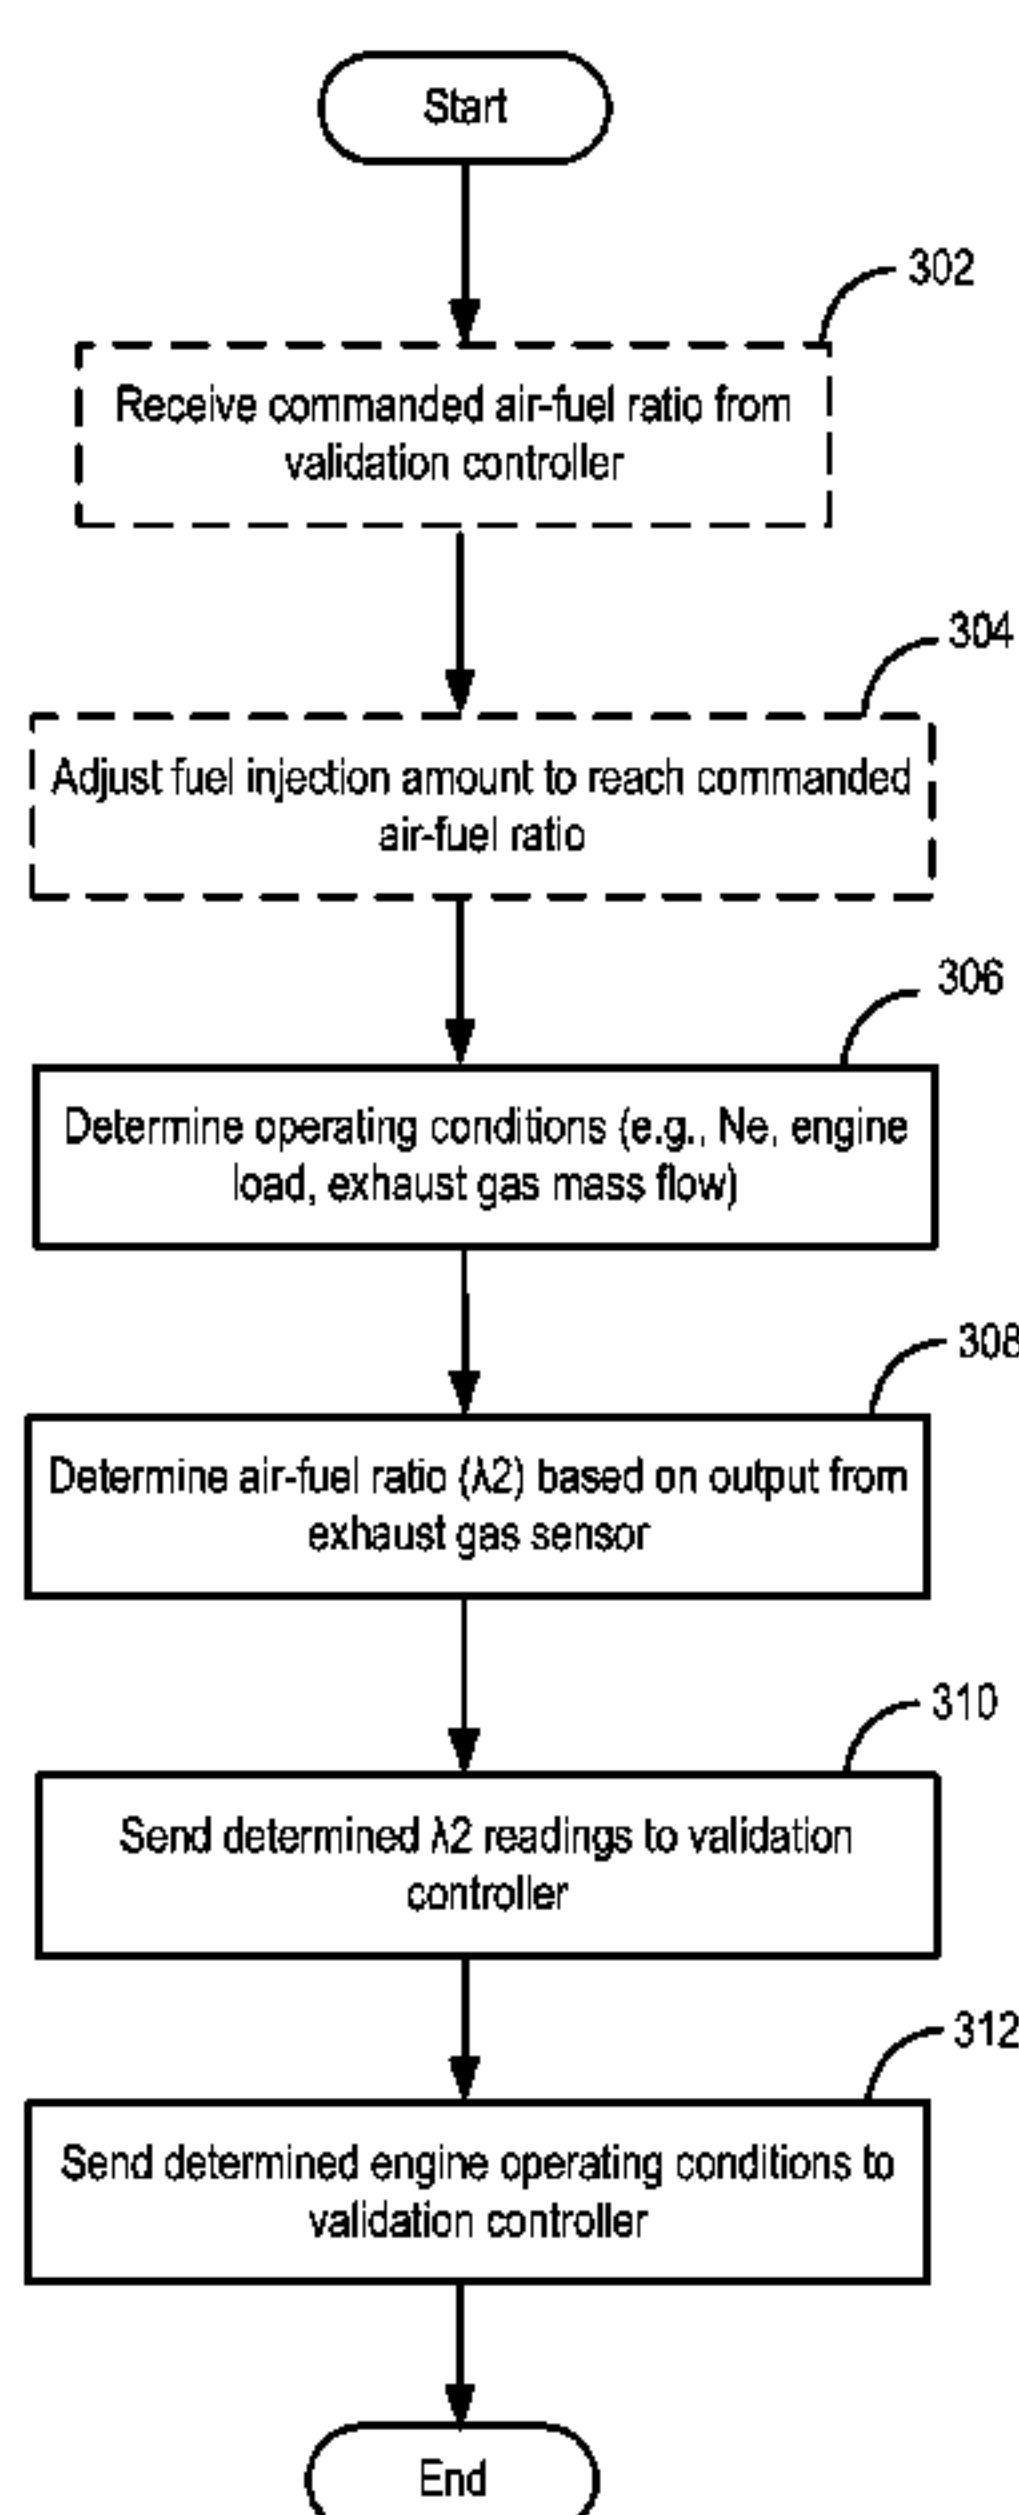 Start
302
Receive commanded air-fuel ratio from
validation controller
304
Adjust fuel injection amount to reach commanded
air-fuel ratio
306
Determine operating conditions (e.g., Ne, engine
load, exhaust gas mass flow)
308
Determine air-fuel ratio (λ2) based on output from
exhaust gas sensor
310
Send determined λ2 readings to validation
controller
312
Send determined engine operating conditions to
validation controller
End